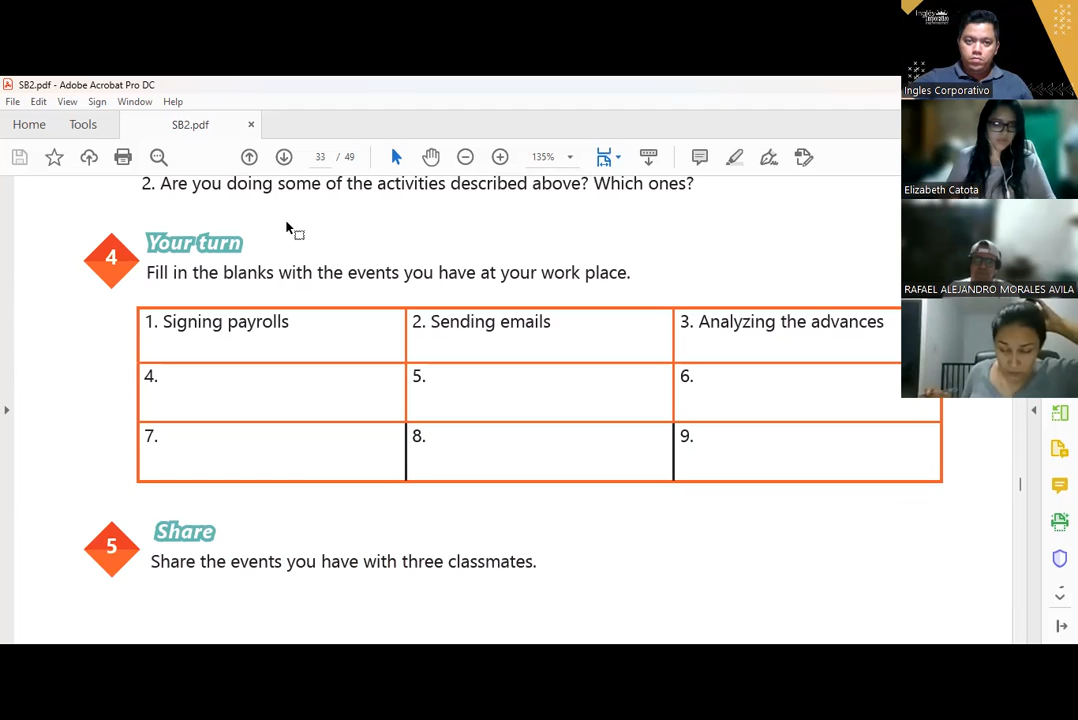 SB2.pdf - Adobe Acrobat Pro DC
File Edit View Sign Window Help
Home Tools SB2.pdf ×
33 / 49 135%
2. Are you doing some of the activities described above? Which ones?
4 Your turn
Fill in the blanks with the events you have at your work place.
1. Signing payrolls 2. Sending emails 3. Analyzing the advances
4. 5. 6.
7. 8. 9.
5 Share
Share the events you have with three classmates.
Inglés Corporativo
Ingles Corporativo
Elizabeth Catota
RAFAEL ALEJANDRO MORALES AVILA